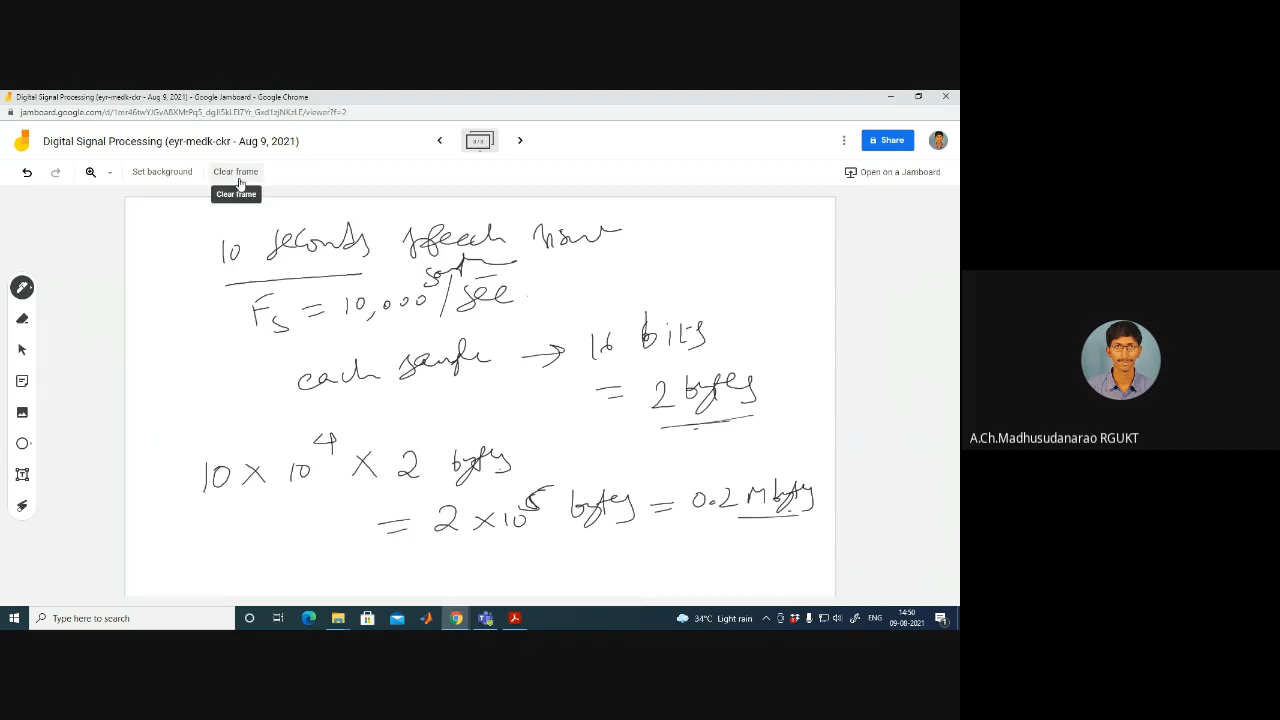 Digital Signal Processing (eyr-medk-ckr - Aug 9, 2021) - Google Jamboard - Google Chrome
Digital Signal Processing (eyr-medk-ckr - Aug 9, 2021)
Share
Set background
Clear frame
Open on a Jamboard
Clear frame
10 seconds speech
Fs = 10,000 /sec
each sample → 16 bits
= 2 bytes
10 × 10^4 × 2 bytes
= 2 × 10^5 bytes = 0.2 Mbytes
A.Ch.Madhusudanarao RGUKT
Type here to search
34°C Light rain
ENG
14:50
09-08-2021